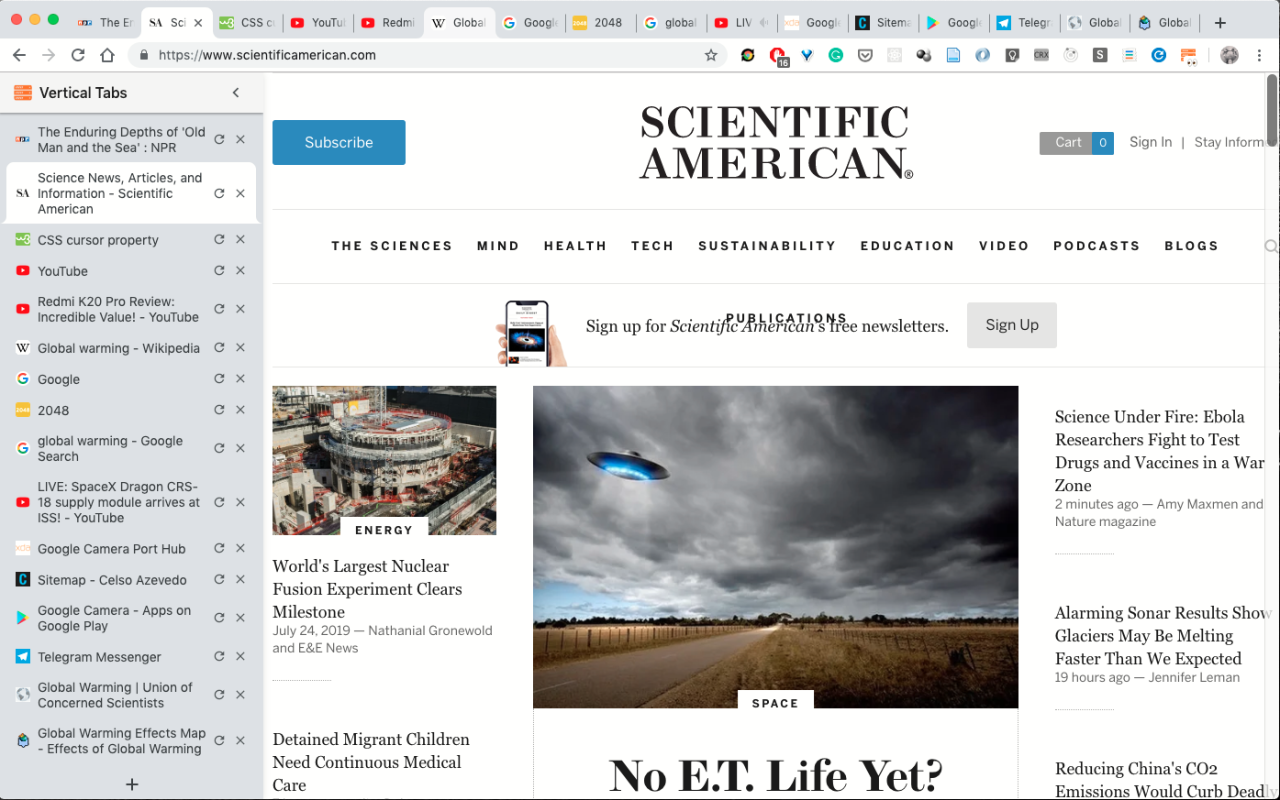 The Er
Sci
CSS c
YouTu
Redmi
Global
Googl
2048
global
LIV
Google
Sitema
Googl
Telegr
Global
Global
https://www.scientificamerican.com
16
CRX
S
Vertical Tabs
The Enduring Depths of 'Old
Man and the Sea' : NPR
Science News, Articles, and
Information - Scientific
American
CSS cursor property
YouTube
Redmi K20 Pro Review:
Incredible Value! - YouTube
Global warming - Wikipedia
Google
2048
global warming - Google
Search
LIVE: SpaceX Dragon CRS-
18 supply module arrives at
ISS! - YouTube
Google Camera Port Hub
Sitemap - Celso Azevedo
Google Camera - Apps on
Google Play
Telegram Messenger
Global Warming | Union of
Concerned Scientists
Global Warming Effects Map
- Effects of Global Warming
Subscribe
SCIENTIFIC
AMERICAN®
Cart 0
Sign In | Stay Inform
THE SCIENCES MIND HEALTH TECH SUSTAINABILITY EDUCATION VIDEO PODCASTS BLOGS
PUBLICATIONS
Sign up for Scientific American's free newsletters.
Sign Up
ENERGY
World's Largest Nuclear
Fusion Experiment Clears
Milestone
July 24, 2019 — Nathanial Gronewold
and E&E News
Detained Migrant Children
Need Continuous Medical
Care
SPACE
No E.T. Life Yet?
Science Under Fire: Ebola
Researchers Fight to Test
Drugs and Vaccines in a War
Zone
2 minutes ago — Amy Maxmen and
Nature magazine
Alarming Sonar Results Show
Glaciers May Be Melting
Faster Than We Expected
19 hours ago — Jennifer Leman
Reducing China's CO2
Emissions Would Curb Deadly